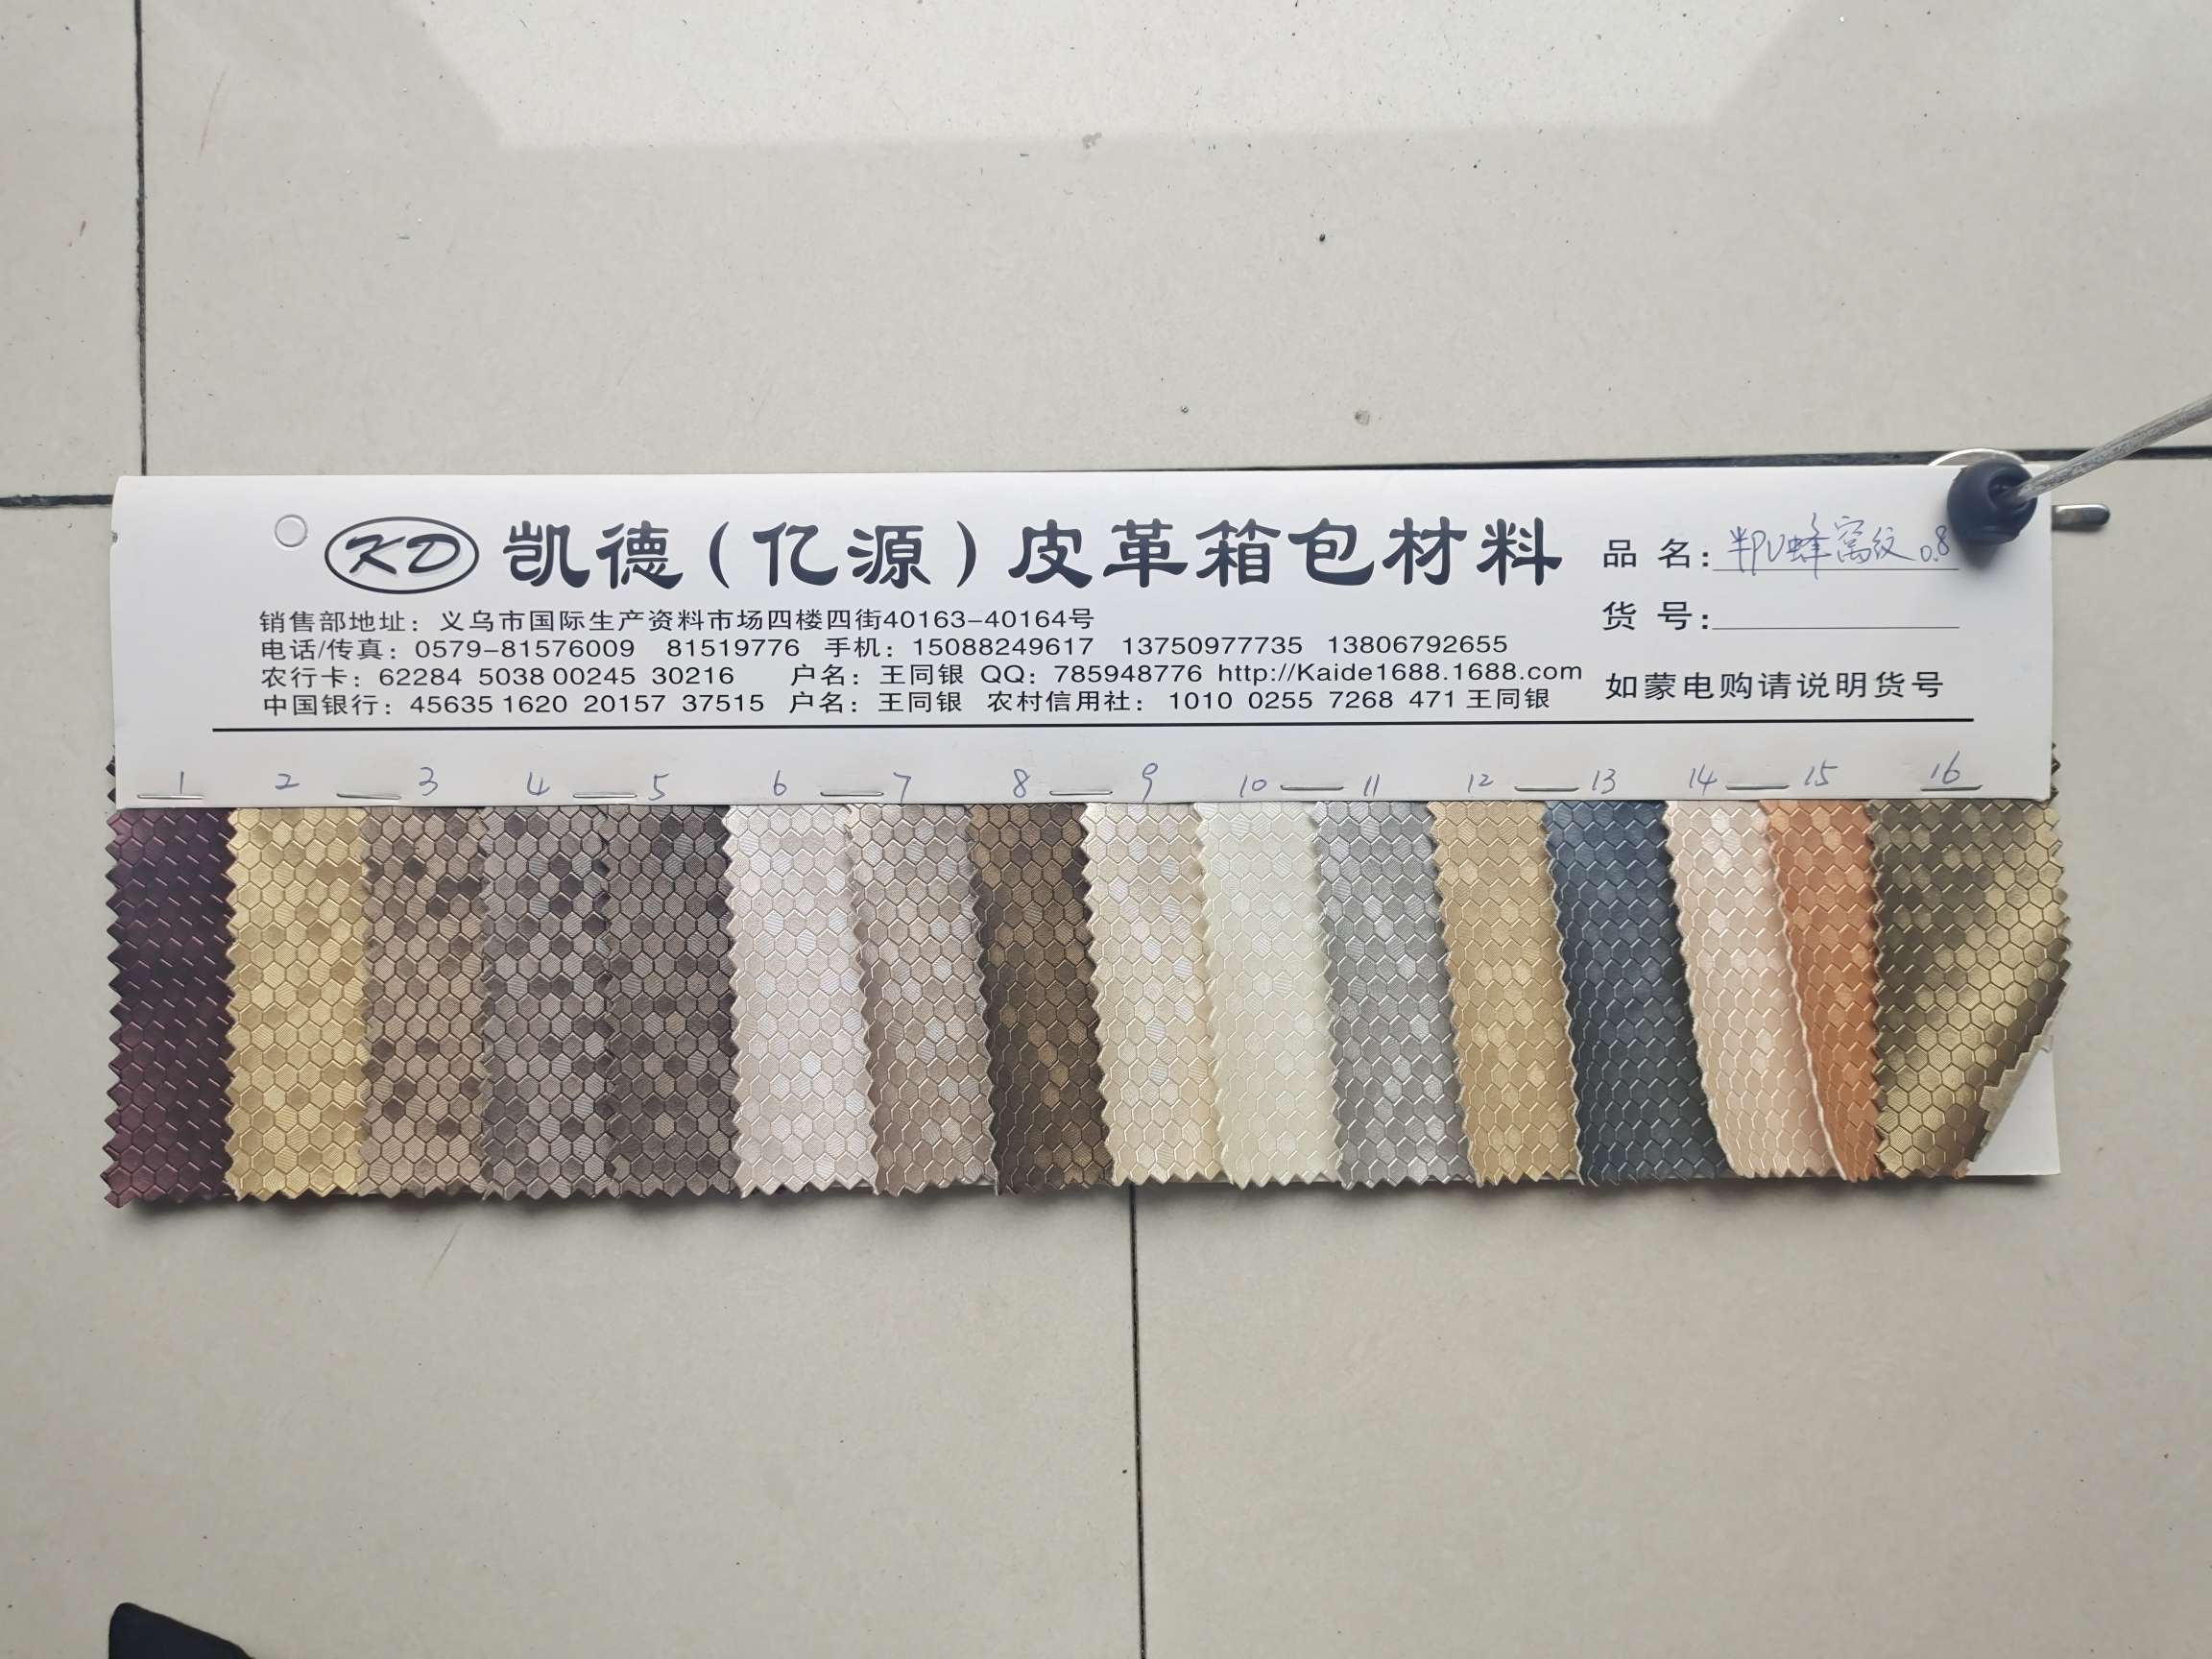 KD 凯德（亿源）皮革箱包材料
销售部地址：义乌市国际生产资料市场四楼四街40163-40164号
电话/传真：0579-81576009 81519776 手机：15088249617 13750977735 13806792655
农行卡：62284 5038 00245 30216 户名：王同银 QQ：785948776 http://Kaide1688.1688.com
中国银行：45635 1620 20157 37515 户名：王同银 农村信用社：1010 0255 7268 471 王同银
品 名：半PU蜂窝纹0.8
货 号：
如蒙电购请说明货号
1 2 3 4 5 6 7 8 9 10 11 12 13 14 15 16